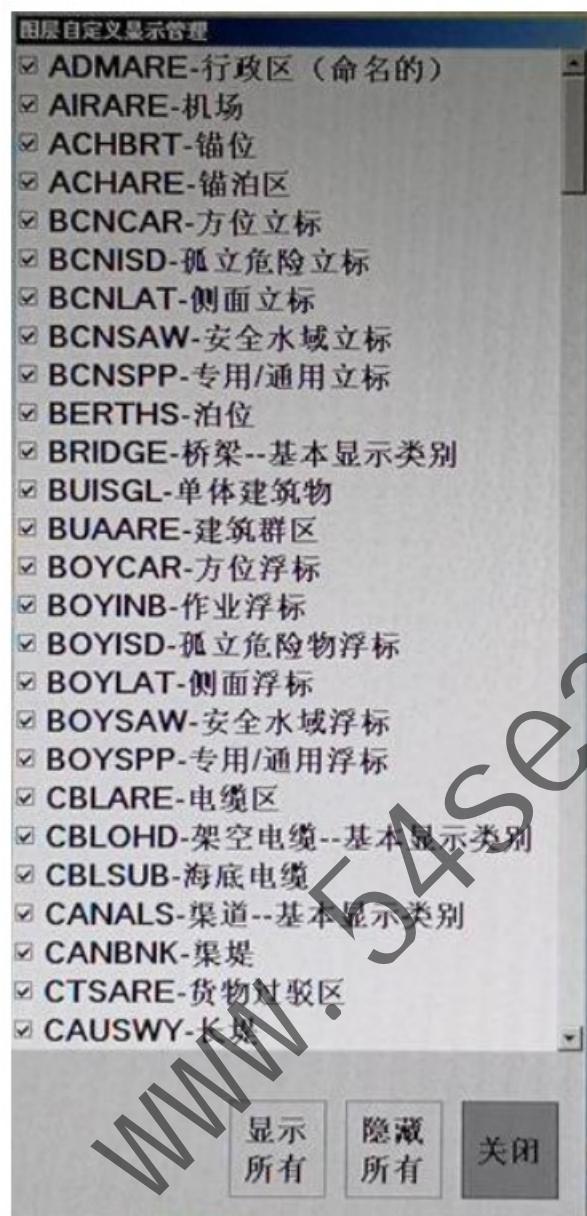 图层自定义显示管理
ADMARE-行政区（命名的）
AIRARE-机场
ACHBRT-锚位
ACHARE-锚泊区
BCNCAR-方位立标
BCNISD-孤立危险立标
BCNLAT-侧面立标
BCNSAW-安全水域立标
BCNSPP-专用/通用立标
BERTHS-泊位
BRIDGE-桥梁--基本显示类别
BUISGL-单体建筑物
BUAARE-建筑群区
BOYCAR-方位浮标
BOYINB-作业浮标
BOYISD-孤立危险物浮标
BOYLAT-侧面浮标
BOYSAW-安全水域浮标
BOYSPP-专用/通用浮标
CBLARE-电缆区
CBLOHD-架空电缆--基本显示类别
CBLSUB-海底电缆
CANALS-渠道--基本显示类别
CANBNK-渠堤
CTSARE-货物过驳区
CAUSWY-长堤
显示所有
隐藏所有
关闭